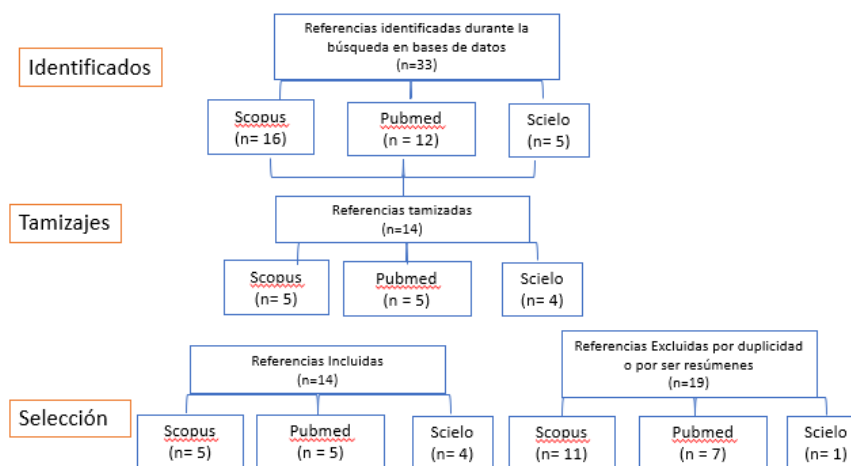 Referencias identificadas durante la
búsqueda en bases de datos
(n=33)
Identificados
Scopus
(n= 16)
Pubmed
(n = 12)
Scielo
(n= 5)
Tamizajes
Referencias tamizadas
(n=14)
Scopus
(n= 5)
Pubmed
(n = 5)
Scielo
(n= 4)
Selección
Referencias Incluidas
(n=14)
Referencias Excluidas por duplicidad
o por ser resúmenes
(n=19)
Scopus
(n= 5)
Pubmed
(n = 5)
Scielo
(n= 4)
Scopus
(n= 11)
Pubmed
(n = 7)
Scielo
(n= 1)